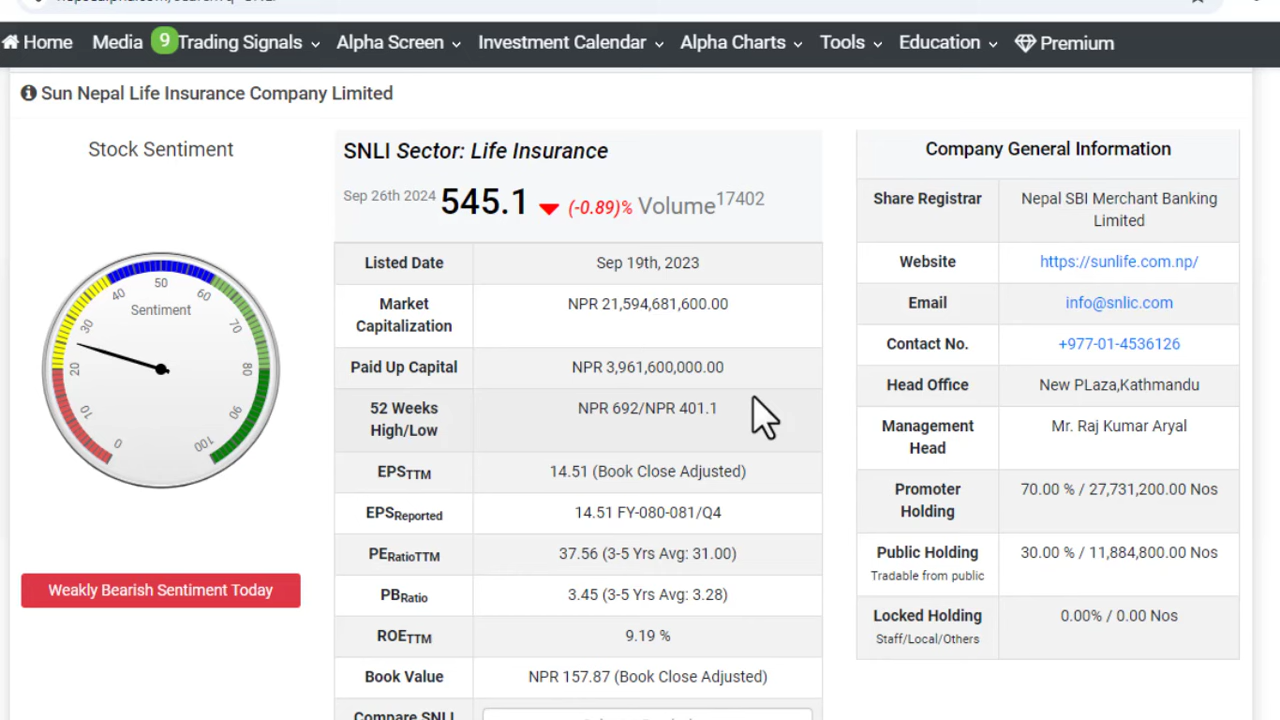 Home Media 9 Trading Signals Alpha Screen Investment Calendar Alpha Charts Tools Education Premium
Sun Nepal Life Insurance Company Limited
Stock Sentiment
0
10
20
30
40
50
60
70
80
90
100
Sentiment
Weakly Bearish Sentiment Today
SNLI Sector: Life Insurance
Sep 26th 2024 545.1 (-0.89)% Volume 17402
Listed Date Sep 19th, 2023
Market Capitalization NPR 21,594,681,600.00
Paid Up Capital NPR 3,961,600,000.00
52 Weeks High/Low NPR 692/NPR 401.1
EPSTTM 14.51 (Book Close Adjusted)
EPSReported 14.51 FY-080-081/Q4
PERatioTTM 37.56 (3-5 Yrs Avg: 31.00)
PBRatio 3.45 (3-5 Yrs Avg: 3.28)
ROETTM 9.19 %
Book Value NPR 157.87 (Book Close Adjusted)
Compare SNLI
Company General Information
Share Registrar Nepal SBI Merchant Banking Limited
Website https://sunlife.com.np/
Email info@snlic.com
Contact No. +977-01-4536126
Head Office New PLaza,Kathmandu
Management Head Mr. Raj Kumar Aryal
Promoter Holding 70.00 % / 27,731,200.00 Nos
Public Holding 30.00 % / 11,884,800.00 Nos
Tradable from public
Locked Holding 0.00% / 0.00 Nos
Staff/Local/Others